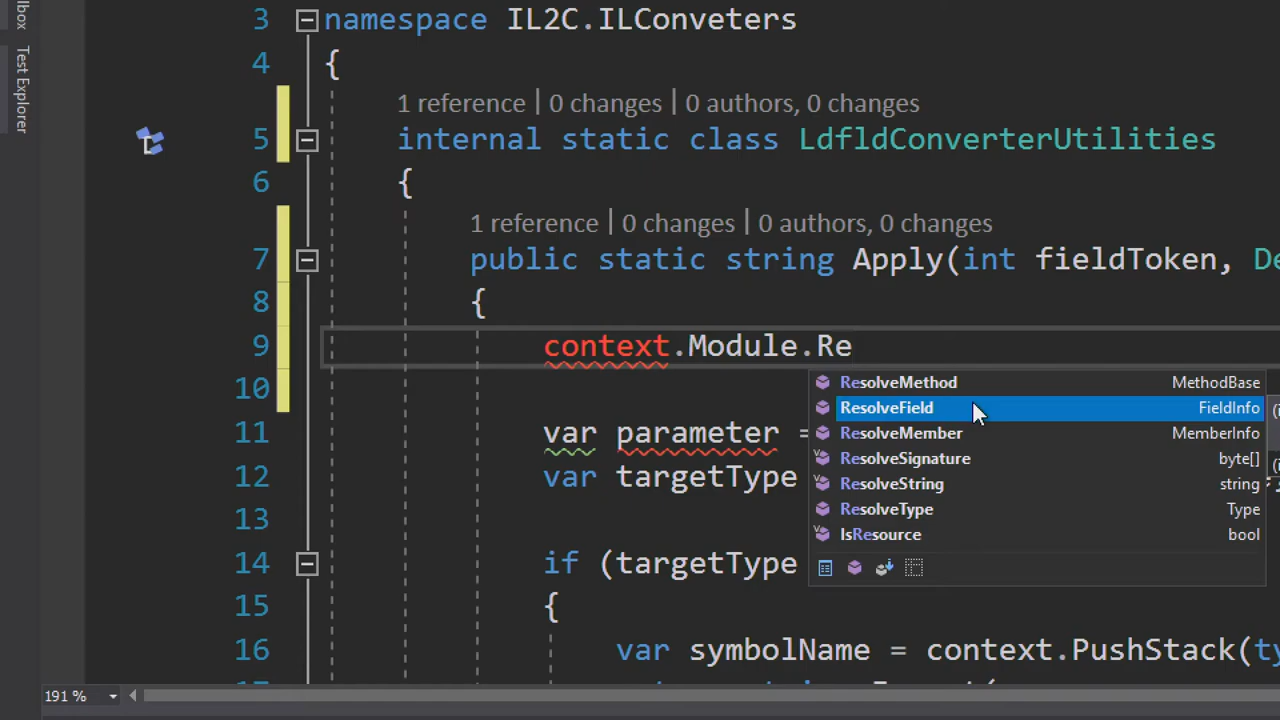 lbox
Test Explorer
3 namespace IL2C.ILConveters
4 {
1 reference | 0 changes | 0 authors, 0 changes
5 internal static class LdfldConverterUtilities
6 {
1 reference | 0 changes | 0 authors, 0 changes
7 public static string Apply(int fieldToken, De
8 {
9 context.Module.Re
ResolveMethod MethodBase
ResolveField FieldInfo
ResolveMember MemberInfo
ResolveSignature byte[]
ResolveString string
ResolveType Type
IsResource bool
10
11 var parameter =
12 var targetType
13
14 if (targetType
15 {
16 var symbolName = context.PushStack(ty
191 %